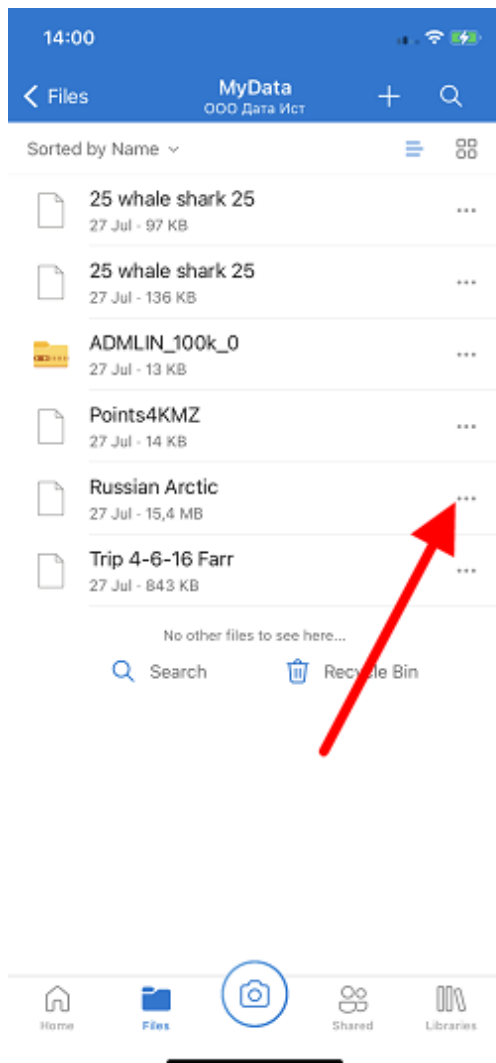 14:00
Files
MyData
ООО Дата Ист
Sorted by Name
25 whale shark 25
27 Jul - 97 KB
25 whale shark 25
27 Jul - 136 KB
ADMLIN_100k_0
27 Jul - 13 KB
Points4KMZ
27 Jul - 14 KB
Russian Arctic
27 Jul - 15,4 MB
Trip 4-6-16 Farr
27 Jul - 843 KB
No other files to see here...
Search
Recycle Bin
Home
Files
Shared
Libraries